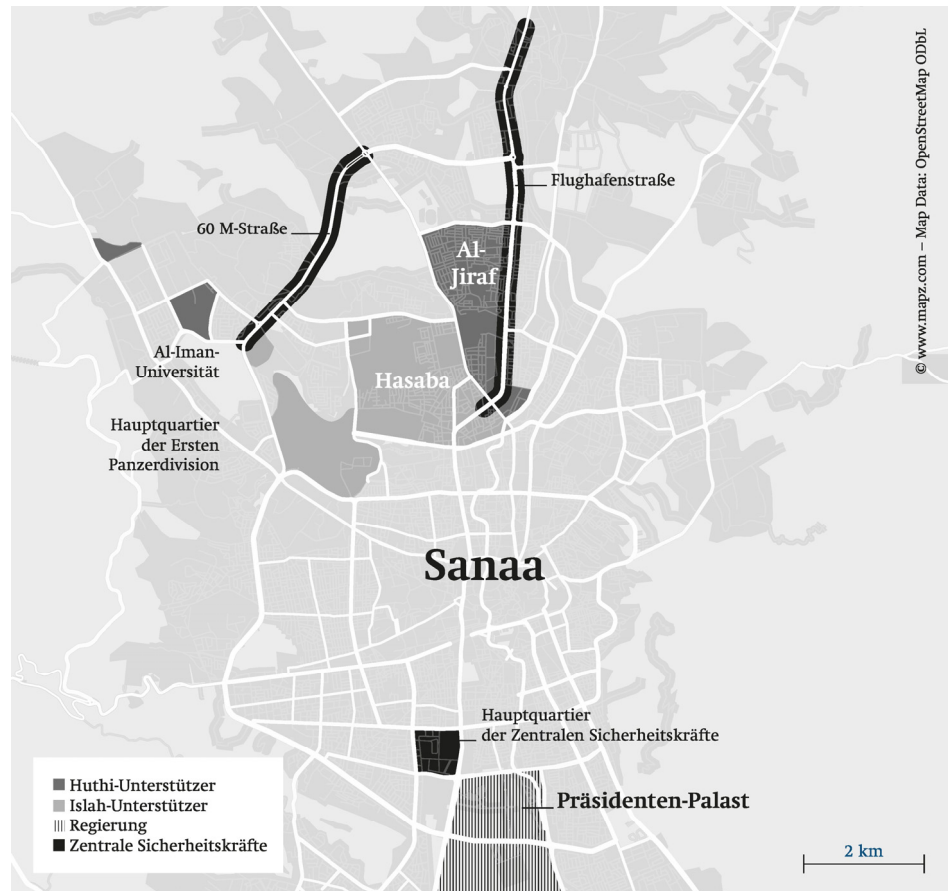 © www.mapz.com – Map Data: OpenStreetMap ODbL
Flughafenstraße
60 M-Straße
Al-
Jiraf
Al-Iman-
Universität
Hasaba
Hauptquartier
der Ersten
Panzerdivision
Sanaa
Hauptquartier
der Zentralen Sicherheitskräfte
Präsidenten-Palast
Huthi-Unterstützer
Islah-Unterstützer
Regierung
Zentrale Sicherheitskräfte
2 km